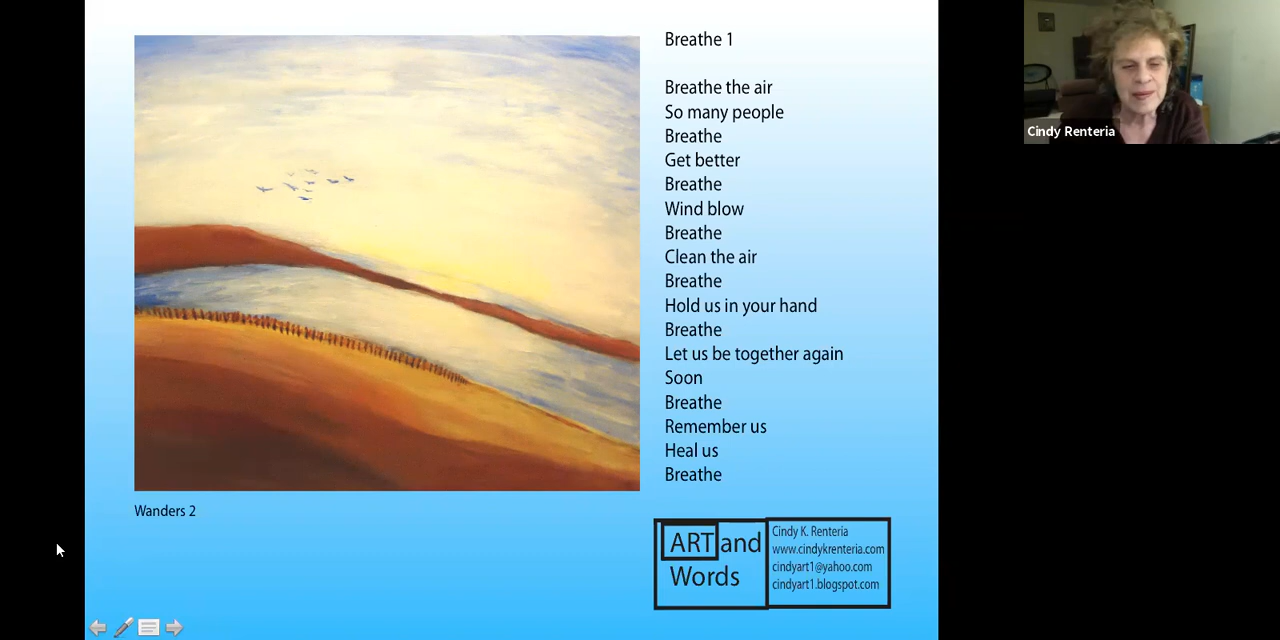 Breathe 1
Breathe the air
So many people
Breathe
Get better
Breathe
Wind blow
Breathe
Clean the air
Breathe
Hold us in your hand
Breathe
Let us be together again
Soon
Breathe
Remember us
Heal us
Breathe
Wanders 2
ART and
Words
Cindy K. Renteria
www.cindykrenteria.com
cindyart1@yahoo.com
cindyart1.blogspot.com
Cindy Renteria